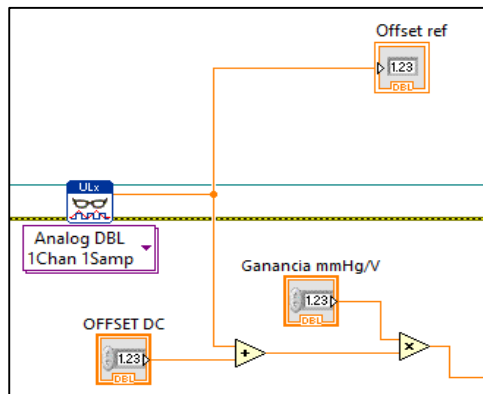 Offset ref
1.23
DBL
ULx
Analog DBL
1Chan 1Samp
Ganancia mmHg/V
1.23
DBL
OFFSET DC
1.23
DBL
+
×